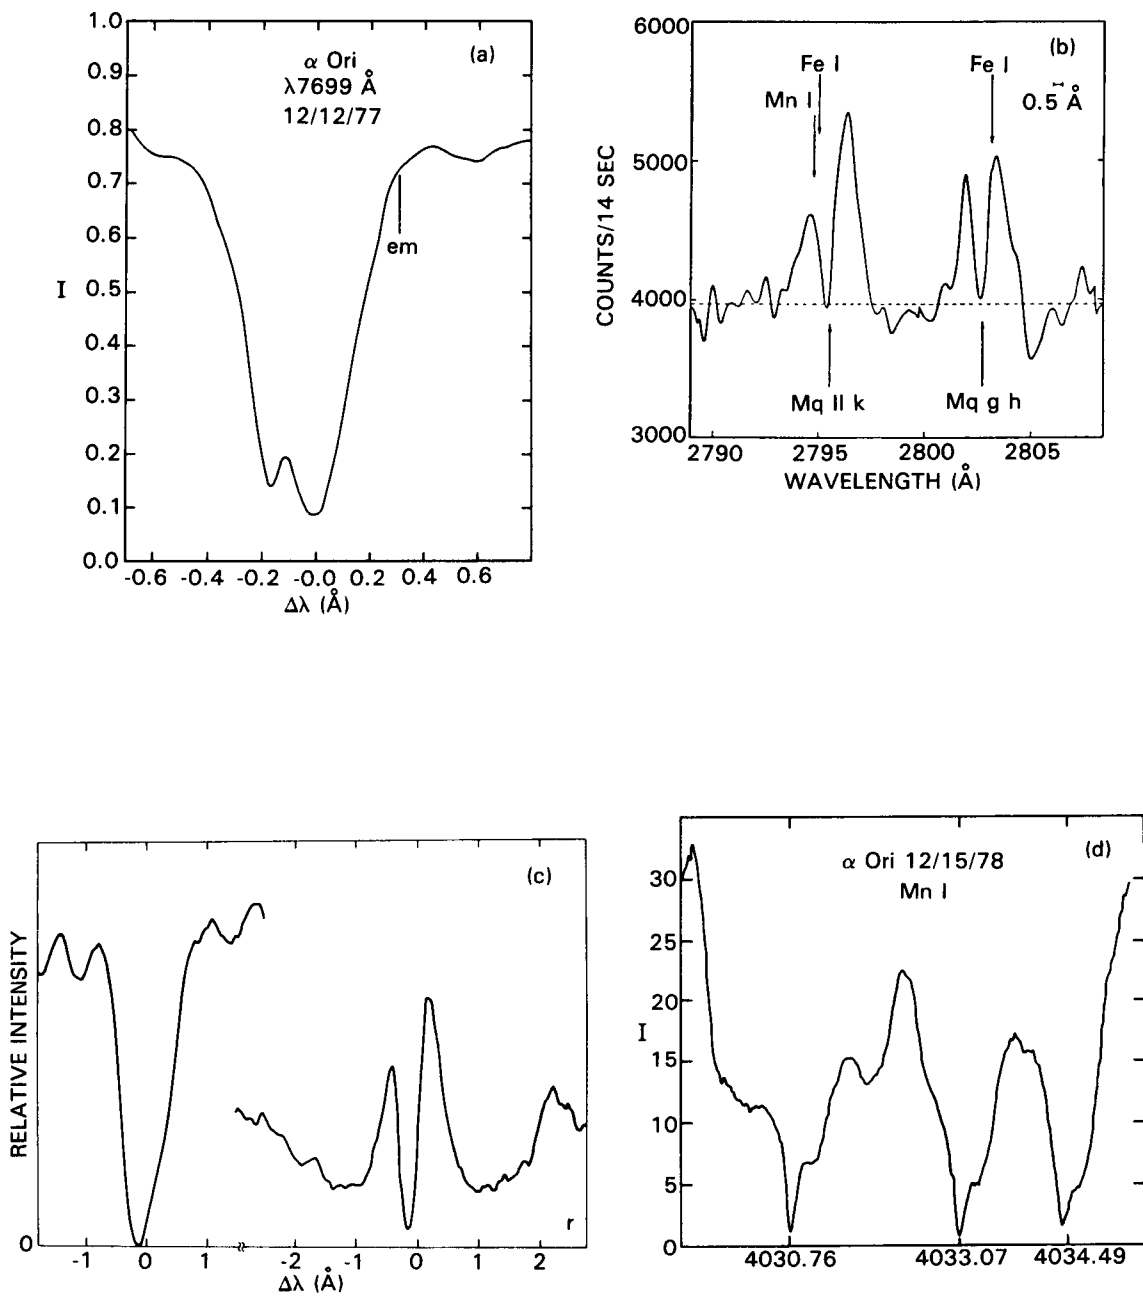 (a)
α Ori
λ7699 Å
12/12/77
em
1.0
0.9
0.8
0.7
0.6
0.5
0.4
0.3
0.2
0.1
0.0
I
-0.6 -0.4 -0.2 -0.0 0.2 0.4 0.6
Δλ (Å)
(b)
Fe I
Fe I
Mn I
0.5 Å
6000
5000
4000
3000
COUNTS/14 SEC
Mq II k
Mq g h
2790 2795 2800 2805
WAVELENGTH (Å)
(c)
RELATIVE INTENSITY
0
r
-1 0 1 -2 -1 0 1 2
Δλ (Å)
(d)
α Ori 12/15/78
Mn I
30
25
20
15
10
5
0
I
4030.76 4033.07 4034.49